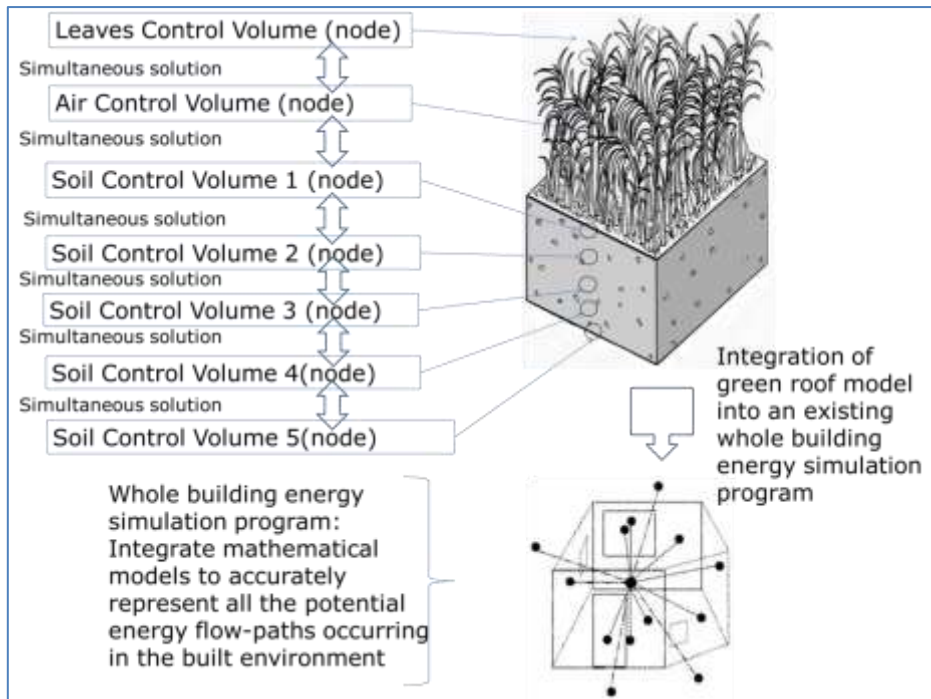 Leaves Control Volume (node)
Simultaneous solution
Air Control Volume (node)
Simultaneous solution
Soil Control Volume 1 (node)
Simultaneous solution
Soil Control Volume 2 (node)
Simultaneous solution
Soil Control Volume 3 (node)
Simultaneous solution
Soil Control Volume 4(node)
Simultaneous solution
Soil Control Volume 5(node)
Integration of
green roof model
into an existing
whole building
energy simulation
program
Whole building energy
simulation program:
Integrate mathematical
models to accurately
represent all the potential
energy flow-paths occurring
in the built environment